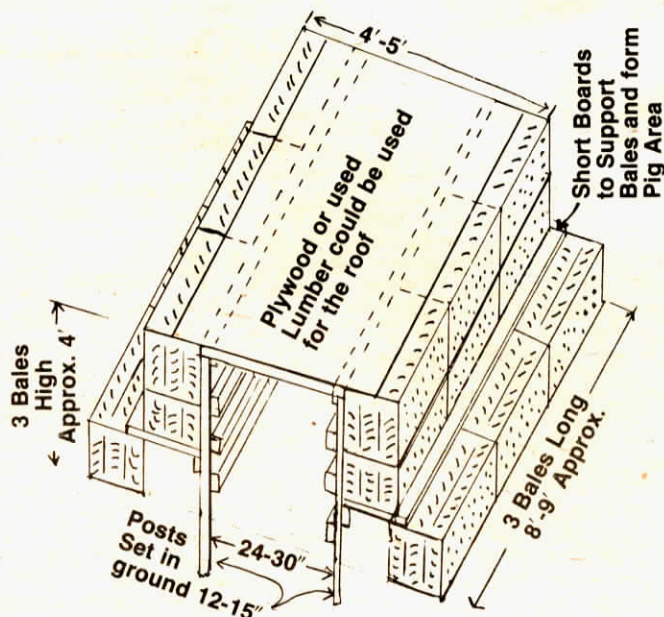 4'-5'
Short Boards
to Support
Bales and form
Pig Area
Plywood or used
Lumber could be used
for the roof
3 Bales
High
Approx. 4'
3 Bales Long
8'-9' Approx.
Posts
Set in
ground 12-15"
24-30"